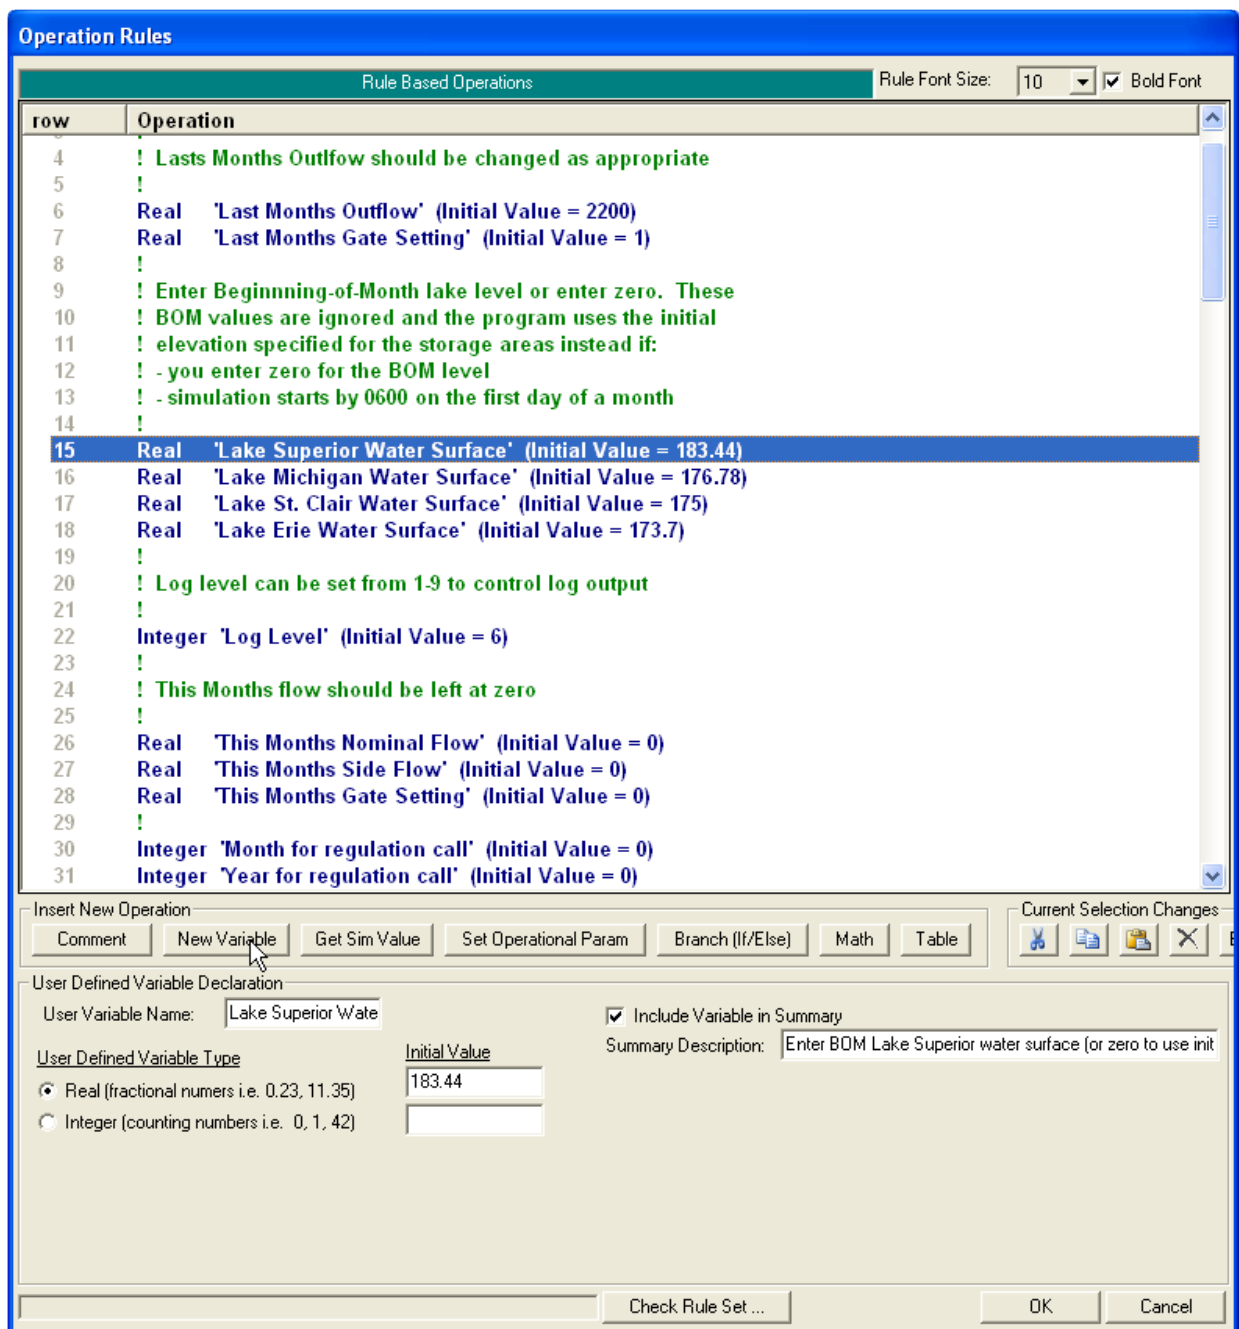 Operation Rules
Rule Based Operations
Rule Font Size: 10 Bold Font
row Operation
4 ! Lasts Months Outlfow should be changed as appropriate
5 !
6 Real 'Last Months Outflow' (Initial Value = 2200)
7 Real 'Last Months Gate Setting' (Initial Value = 1)
8 !
9 ! Enter Beginnning-of-Month lake level or enter zero. These
10 ! BOM values are ignored and the program uses the initial
11 ! elevation specified for the storage areas instead if:
12 ! - you enter zero for the BOM level
13 ! - simulation starts by 0600 on the first day of a month
14 !
15 Real 'Lake Superior Water Surface' (Initial Value = 183.44)
16 Real 'Lake Michigan Water Surface' (Initial Value = 176.78)
17 Real 'Lake St. Clair Water Surface' (Initial Value = 175)
18 Real 'Lake Erie Water Surface' (Initial Value = 173.7)
19 !
20 ! Log level can be set from 1-9 to control log output
21 !
22 Integer 'Log Level' (Initial Value = 6)
23 !
24 ! This Months flow should be left at zero
25 !
26 Real 'This Months Nominal Flow' (Initial Value = 0)
27 Real 'This Months Side Flow' (Initial Value = 0)
28 Real 'This Months Gate Setting' (Initial Value = 0)
29 !
30 Integer 'Month for regulation call' (Initial Value = 0)
31 Integer 'Year for regulation call' (Initial Value = 0)
Insert New Operation Current Selection Changes
Comment New Variable Get Sim Value Set Operational Param Branch (If/Else) Math Table
User Defined Variable Declaration
User Variable Name: Lake Superior Wate Include Variable in Summary
Summary Description: Enter BOM Lake Superior water surface (or zero to use init
User Defined Variable Type Initial Value
Real (fractional numers i.e. 0.23, 11.35) 183.44
Integer (counting numbers i.e. 0, 1, 42)
Check Rule Set ... OK Cancel